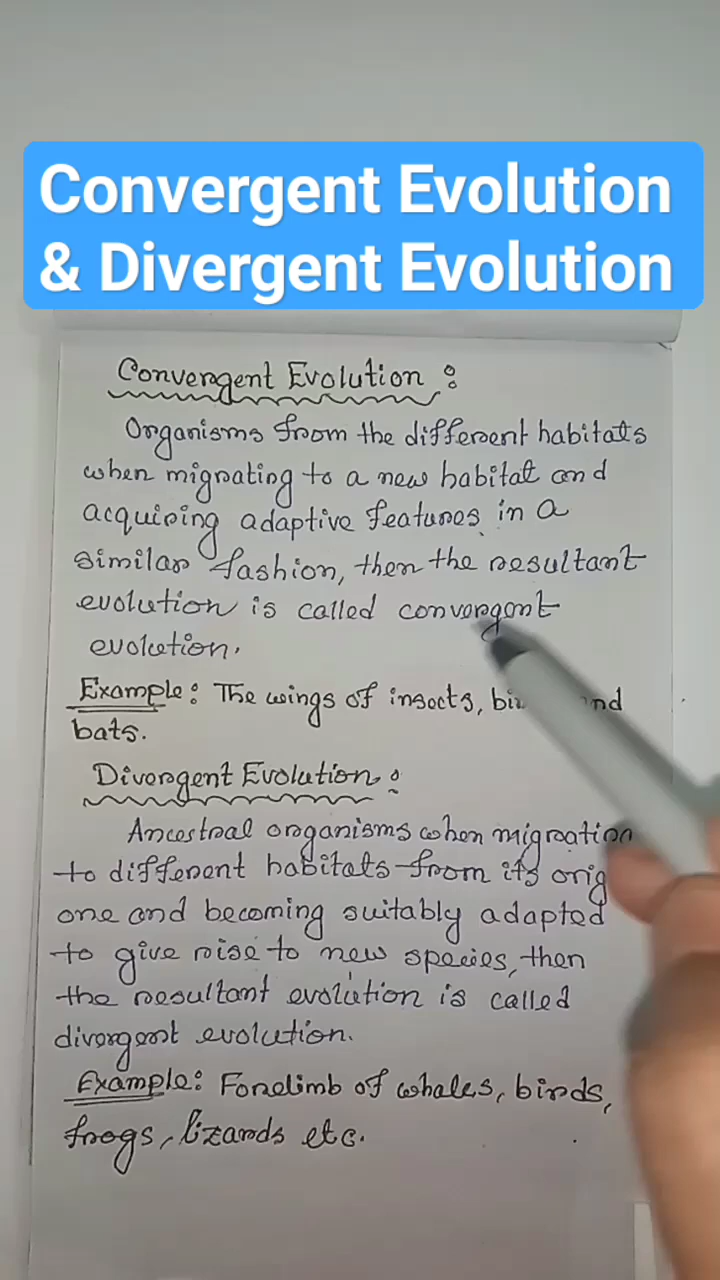 Convergent Evolution
& Divergent Evolution
Convergent Evolution :
Organisms from the different habitats
when migrating to a new habitat and
acquiring adaptive features in a
similar fashion, then the resultant
evolution is called convergent
evolution.
Example: The wings of insects, and
bats.
Divergent Evolution :
Ancestral organisms when migration
to different habitats from its
one and becoming suitably adapted
to give rise to new species, then
the resultant evolution is called
divergent evolution.
Example: Forelimb of whales, birds,
frogs, lizards etc.